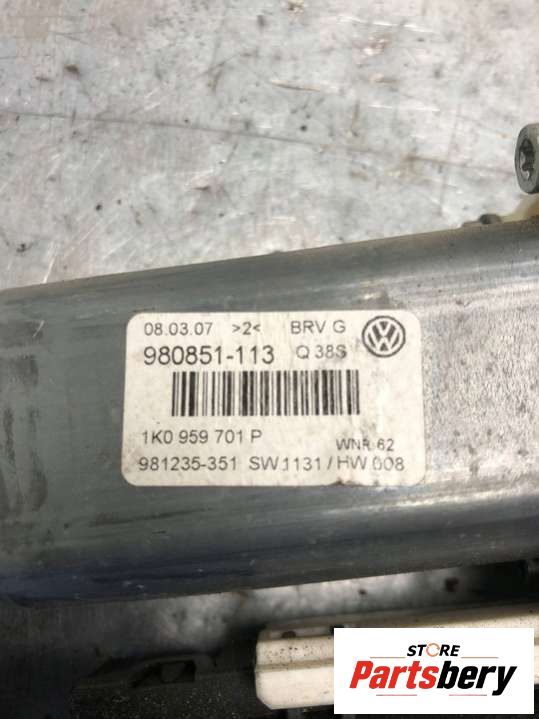 08.03.07 >2< BRV G
980851-113 Q 38S
1K0 959 701 P WNR 62
981235-351 SW 1131 / HW 008
STORE
Partsbery